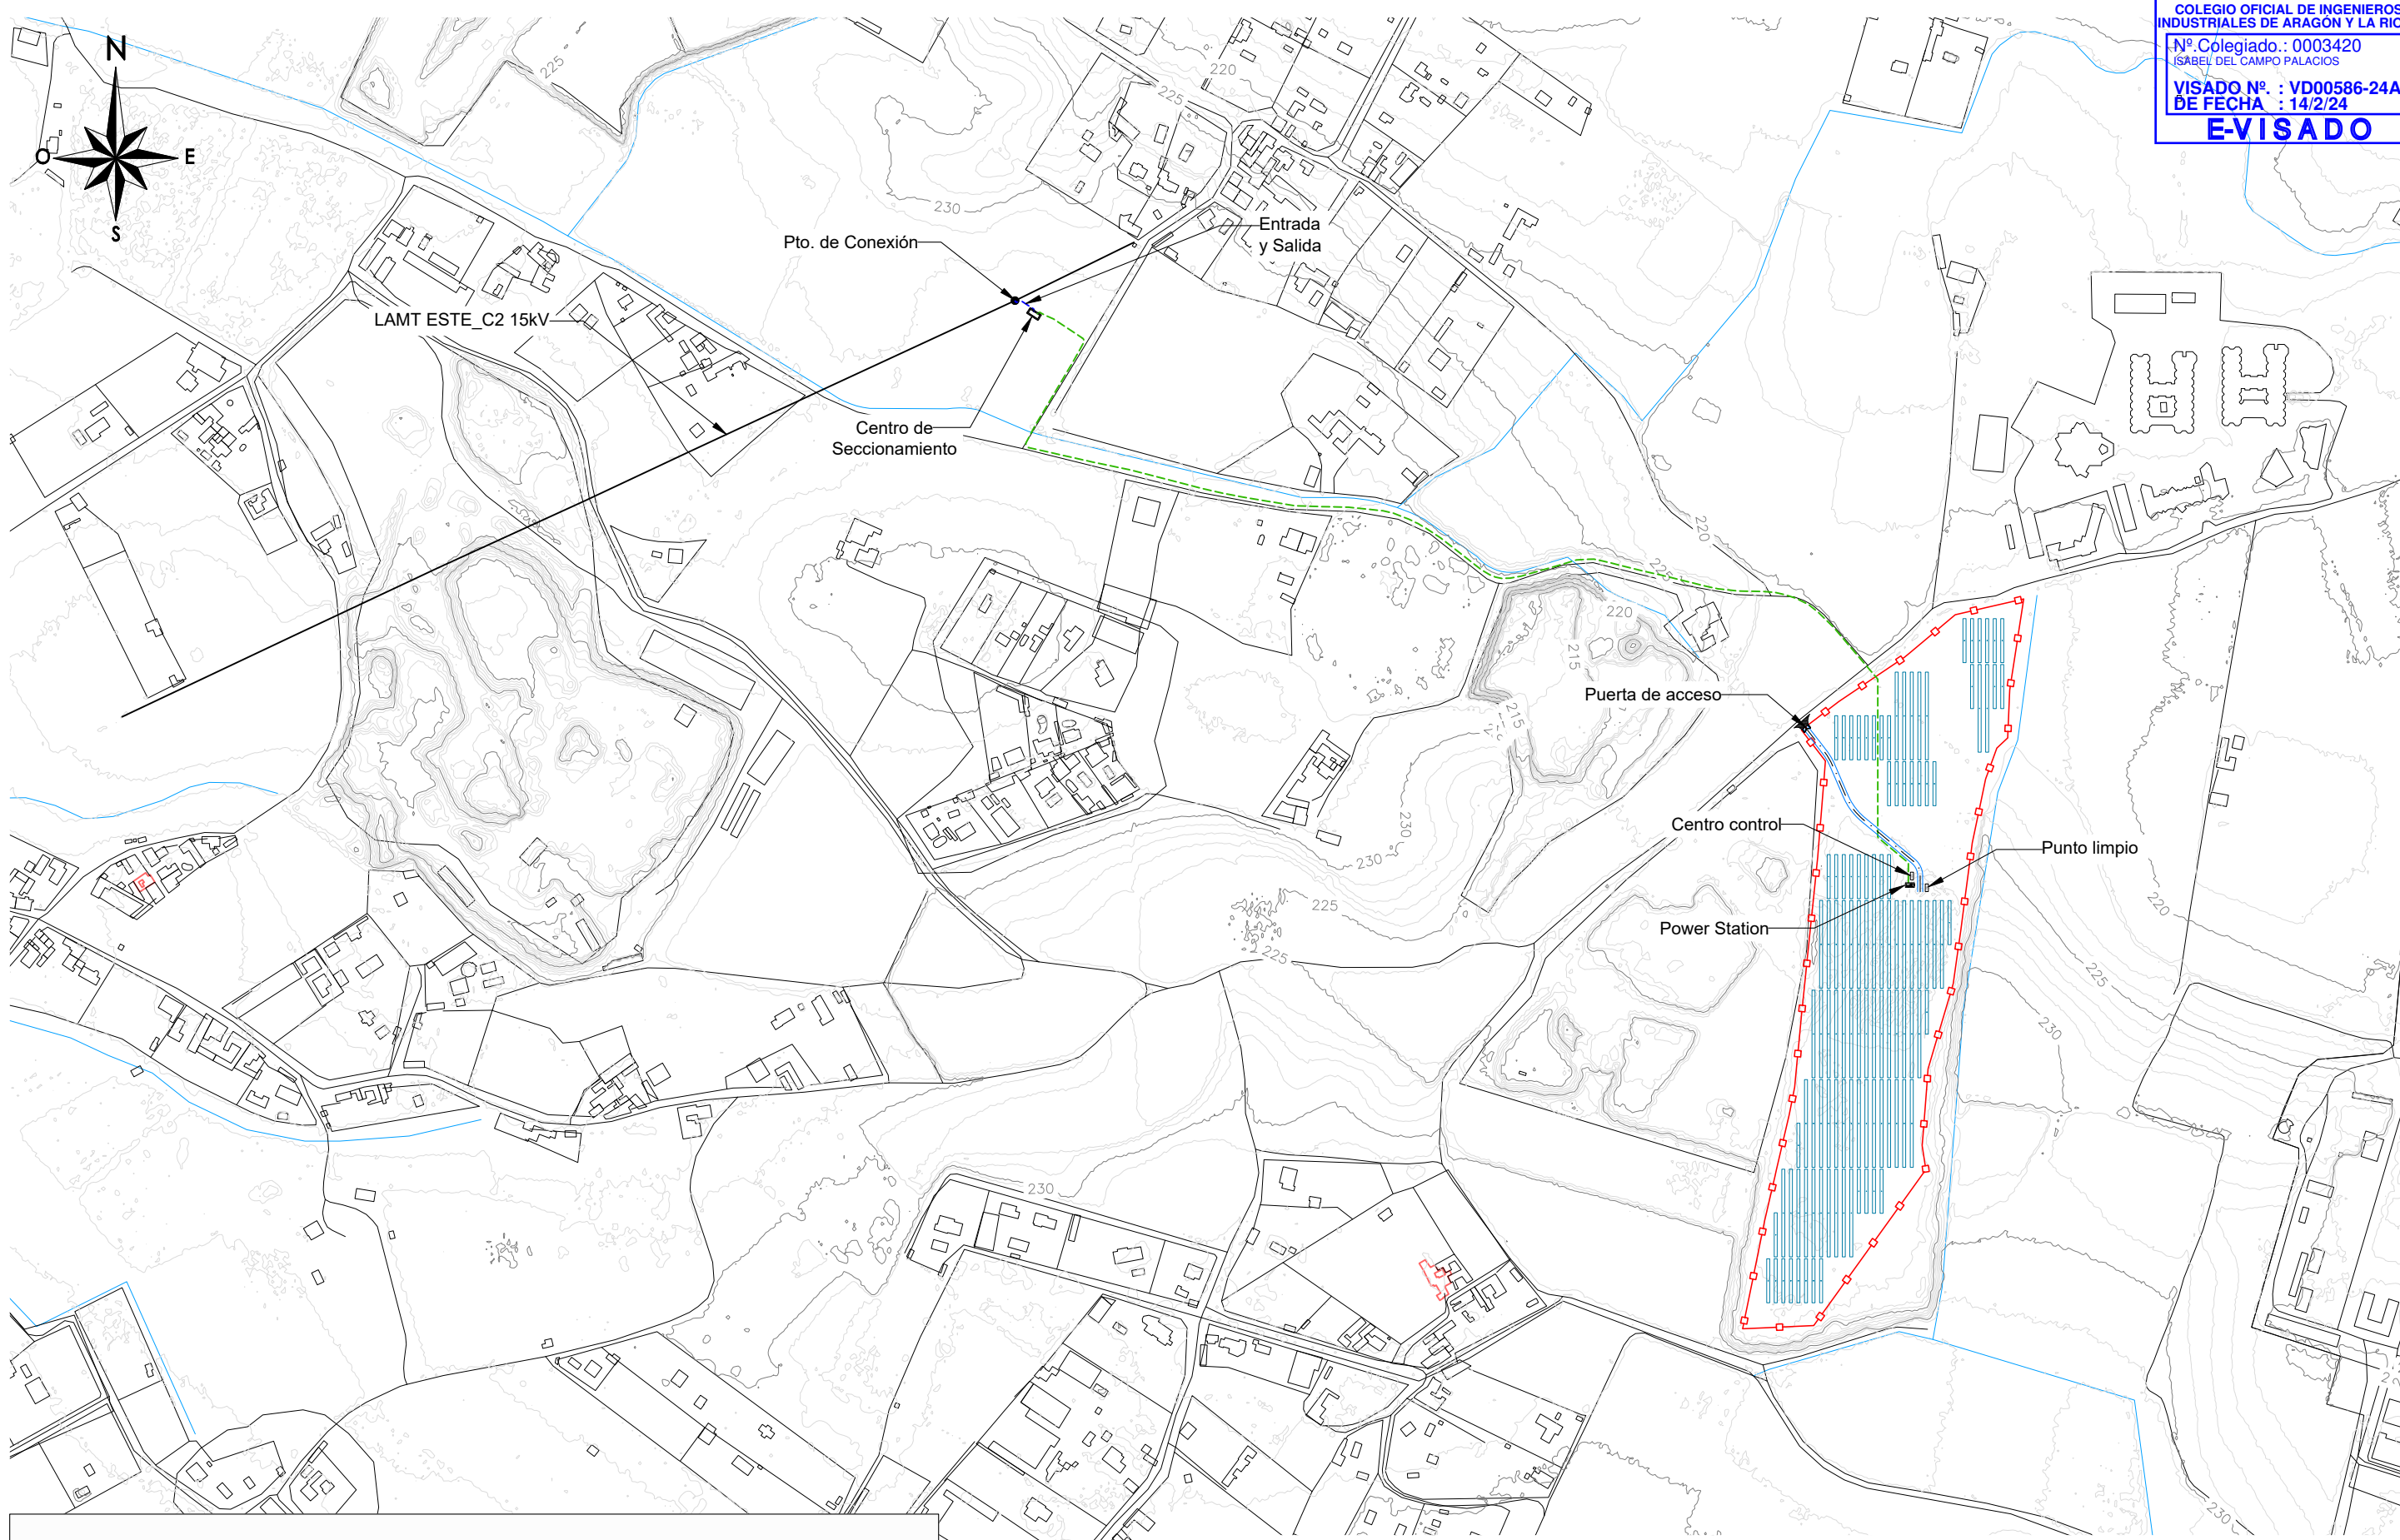 COLEGIO OFICIAL DE INGENIEROS
INDUSTRIALES DE ARAGÓN Y LA RIO
Nº.Colegiado.: 0003420
ISABEL DEL CAMPO PALACIOS
VISADO Nº. : VD00586-24A
DE FECHA : 14/2/24
E-VISADO
N
O
E
S
225
220
225
230
Entrada
y Salida
Pto. de Conexión
LAMT ESTE_C2 15kV
Centro de
Seccionamiento
220
225
220
215
215
Puerta de acceso
Centro control
Punto limpio
Power Station
230
230
225
225
220
225
230
230
230